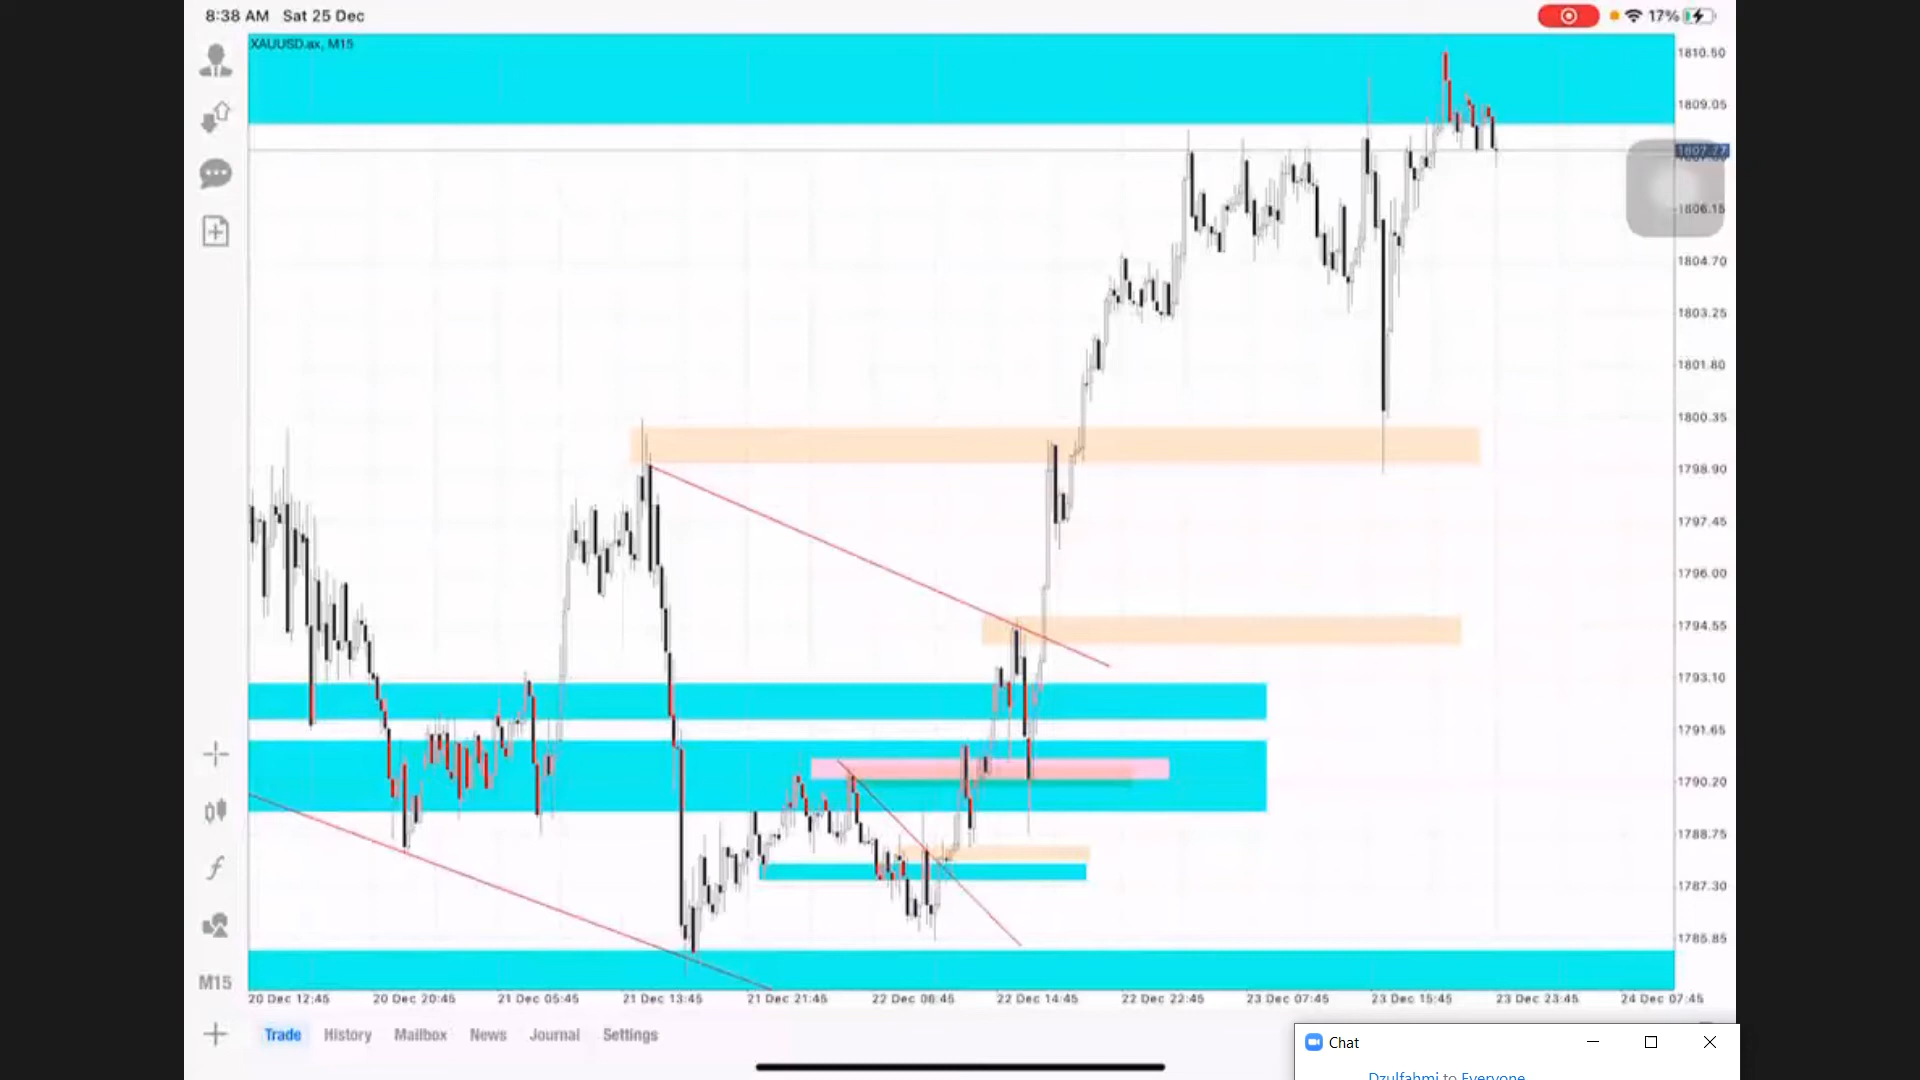 8:38 AM Sat 25 Dec
17%
XAUUSD.ax, M15
1810.50
1809.05
1807.77
1806.15
1804.70
1803.25
1801.80
1800.35
1798.90
1797.45
1796.00
1794.55
1793.10
1791.65
1790.20
1788.75
1787.30
1785.85
M15
20 Dec 12:45 20 Dec 20:45 21 Dec 05:45 21 Dec 13:45 21 Dec 21:45 22 Dec 06:45 22 Dec 14:45 22 Dec 22:45 23 Dec 07:45 23 Dec 15:45 23 Dec 23:45 24 Dec 07:45
Trade History Mailbox News Journal Settings
Chat
Dzulfahmi to Everyone